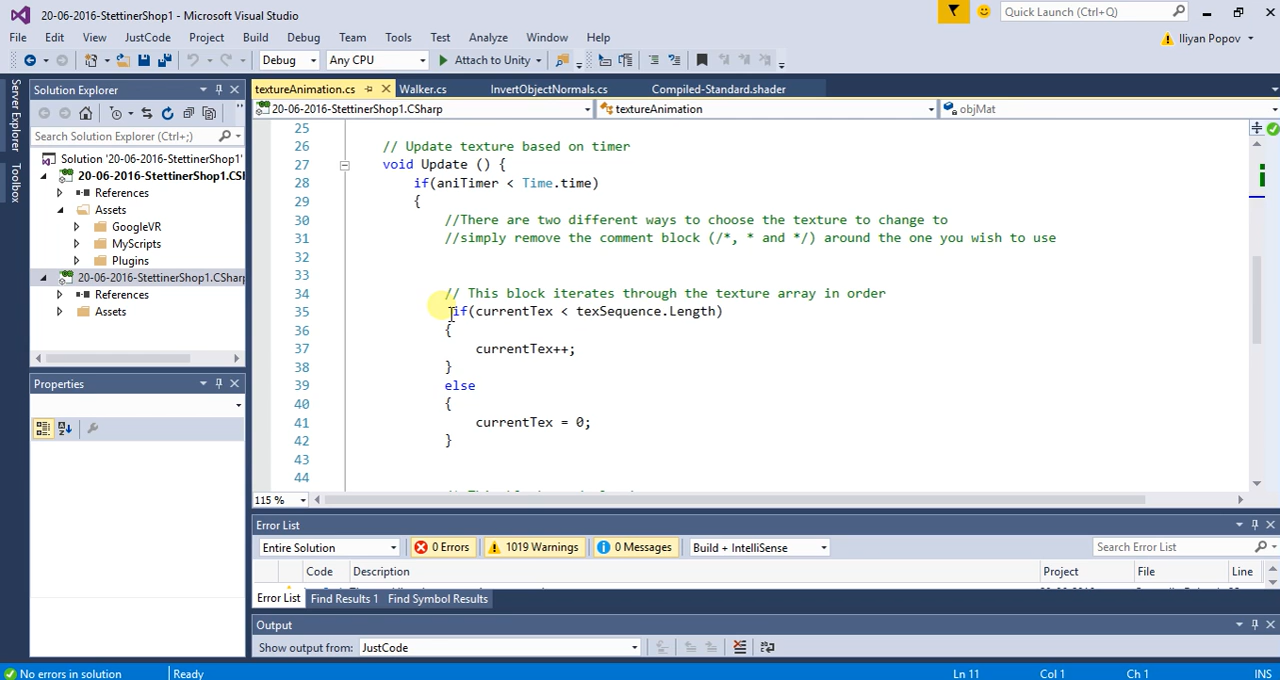 20-06-2016-StettinerShop1 - Microsoft Visual Studio
Quick Launch (Ctrl+Q)
File Edit View JustCode Project Build Debug Team Tools Test Analyze Window Help
Iliyan Popov
Debug Any CPU Attach to Unity
Server Explorer
Toolbox
Solution Explorer
Search Solution Explorer (Ctrl+;)
Solution '20-06-2016-StettinerShop1'
20-06-2016-StettinerShop1.CSI
References
Assets
GoogleVR
MyScripts
Plugins
20-06-2016-StettinerShop1.CSharp
References
Assets
Properties
textureAnimation.cs Walker.cs InvertObjectNormals.cs Compiled-Standard.shader
20-06-2016-StettinerShop1.CSharp textureAnimation objMat
25
26 // Update texture based on timer
27 void Update () {
28 if(aniTimer < Time.time)
29 {
30 //There are two different ways to choose the texture to change to
31 //simply remove the comment block (/*, * and */) around the one you wish to use
32
33
34 // This block iterates through the texture array in order
35 if(currentTex < texSequence.Length)
36 {
37 currentTex++;
38 }
39 else
40 {
41 currentTex = 0;
42 }
43
44
115 %
Error List
Entire Solution 0 Errors 1019 Warnings 0 Messages Build + IntelliSense Search Error List
Code Description Project File Line
Error List Find Results 1 Find Symbol Results
Output
Show output from: JustCode
No errors in solution Ready Ln 11 Col 1 Ch 1 INS